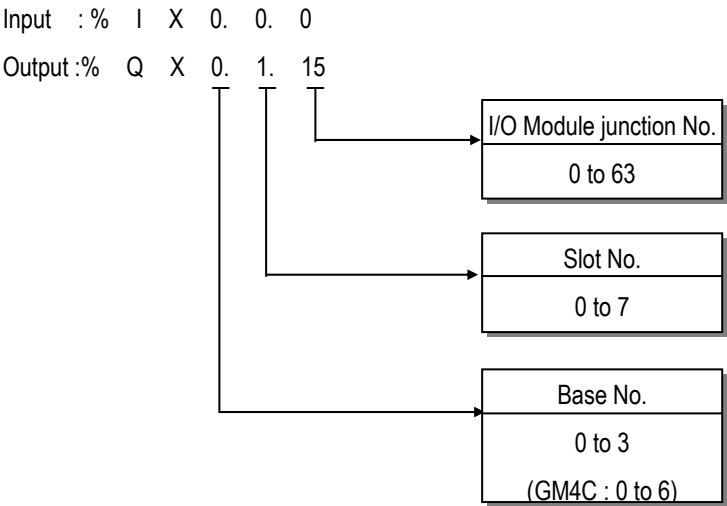 Input : % I X 0. 0. 0
Output :% Q X 0. 1. 15
I/O Module junction No.
0 to 63
Slot No.
0 to 7
Base No.
0 to 3
(GM4C : 0 to 6)